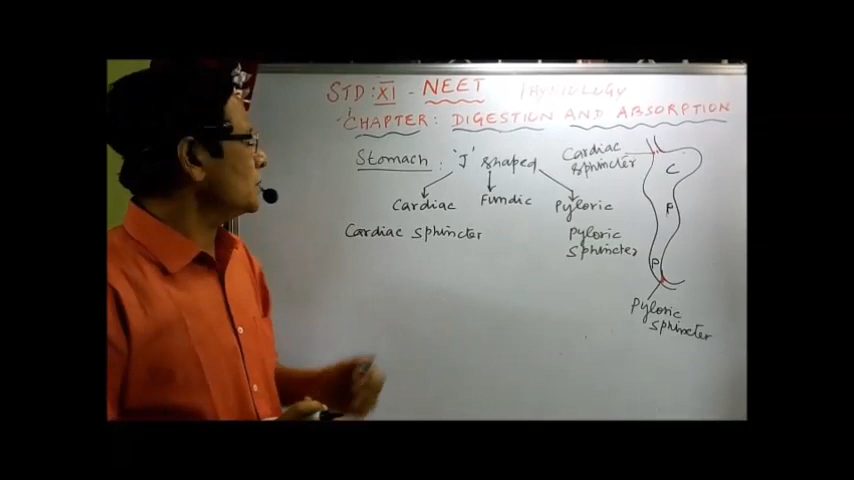 STD: XI - NEET PHYSIOLOGY
CHAPTER: DIGESTION AND ABSORPTION
Stomach : 'J' shaped
Cardiac Fundic Pyloric
Cardiac sphincter
Pyloric
sphincter
Cardiac
sphincter
C
F
P
Pyloric
sphincter